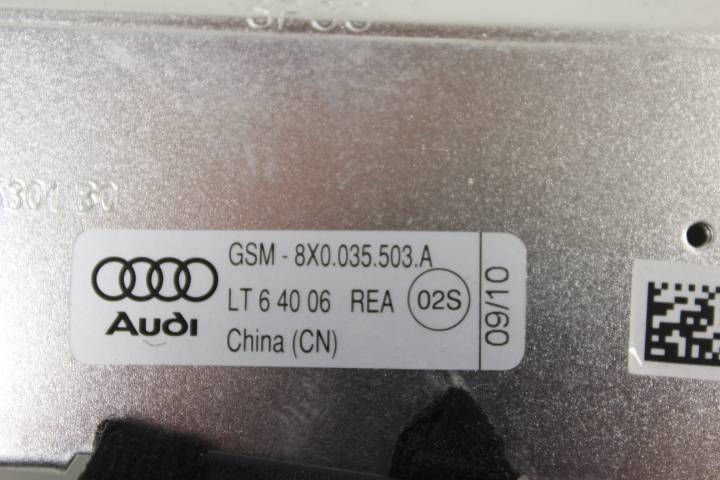 GSM - 8X0.035.503.A
LT 6 40 06 REA 02S
China (CN)
Audi
09/10